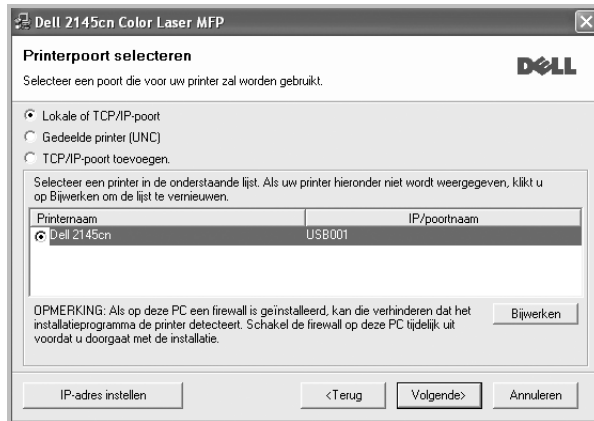 Dell 2145cn Color Laser MFP
Printerpoort selecteren
Selecteer een poort die voor uw printer zal worden gebruikt.
DELL
Lokale of TCP/IP-poort
Gedeelde printer (UNC)
TCP/IP-poort toevoegen.
Selecteer een printer in de onderstaande lijst. Als uw printer hieronder niet wordt weergegeven, klikt u
op Bijwerken om de lijst te vernieuwen.
Printernaam IP/poortnaam
Dell 2145cn USB001
OPMERKING: Als op deze PC een firewall is geïnstalleerd, kan die verhinderen dat het
installatieprogramma de printer detecteert. Schakel de firewall op deze PC tijdelijk uit
voordat u doorgaat met de installatie.
Bijwerken
IP-adres instellen <Terug Volgende> Annuleren